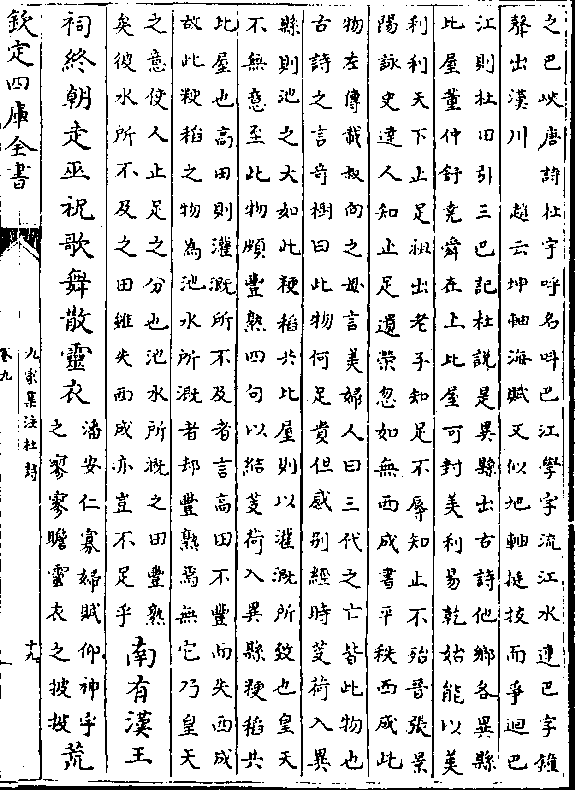 之巴峽唐詩杜宇呼名呌巴江學字流江水連巴字鐘
聲出漢川　趙云坤軸海賦又似地軸挺拔而爭迴巴
江則杜田引三巴記杜説是異縣出古詩他鄉各異縣
比屋董仲舒堯舜在上比屋可封美利易乾始能以美
利利天下止足祖出老子知足不辱知止不殆晉張景
陽詠史達人知止足遺榮忽如無西成書平秩西成此
物左傳載叔向之母言美婦人曰三代之亡皆此物也
古詩之言奇樹曰此物何足貴但感别經時芰荷入異
縣則池之大如此粳稻共比屋則以灌溉所致也皇天
不無意至此物頗豐熟四句以結芰荷入異縣粳稻共
比屋也高田則灌溉所不及者言高田不豐而失西成
故此粳稻之物為池水所溉者却豐熟焉無它乃皇天
之意使人止足之分也池水所溉之田豐熟
矣彼水所不及之田雖失西成亦豈不足乎
南有漢王
祠終朝走巫祝歌舞散靈衣
潘安仁寡婦賦仰神宇
之寥寥瞻靈衣之披披
荒
欽定四庫全書
九家集注杜詩
卷九
十九